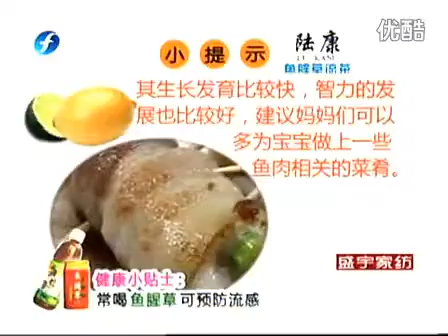 优酷
小提示
陆康
LU KANG
鱼腥草凉茶
其生长发育比较快，智力的发
展也比较好，建议妈妈们可以
多为宝宝做上一些
鱼肉相关的菜肴。
盛宇家纺
健康小贴士：
常喝鱼腥草可预防流感